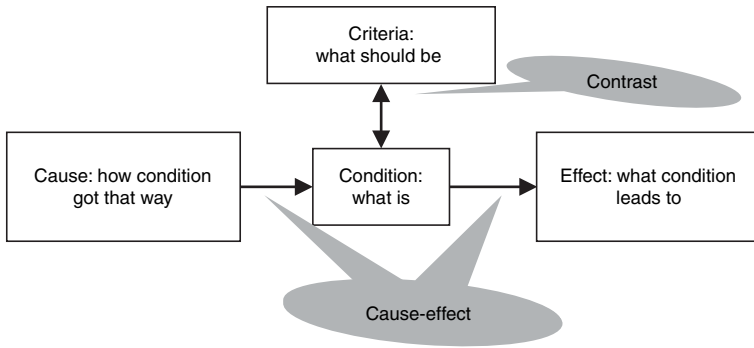 Criteria:
what should be
Contrast
Cause: how condition
got that way
Condition:
what is
Effect: what condition
leads to
Cause-effect